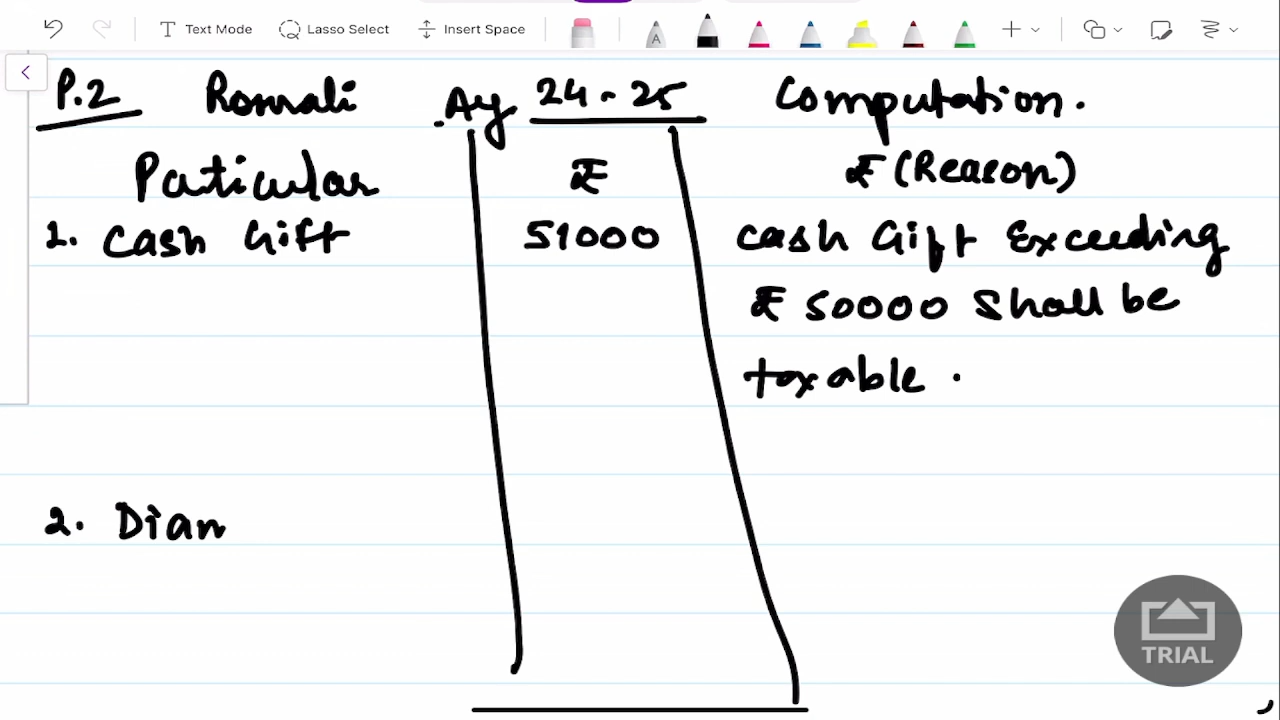 Text Mode Lasso Select Insert Space
P.2 Romali Ay 24-25 Computation.
Paticular ₹ ₹ (Reason)
1. Cash Gift 51000 Cash Gift Exceeding
₹ 50000 Shall be
taxable.
2. Dian
TRIAL